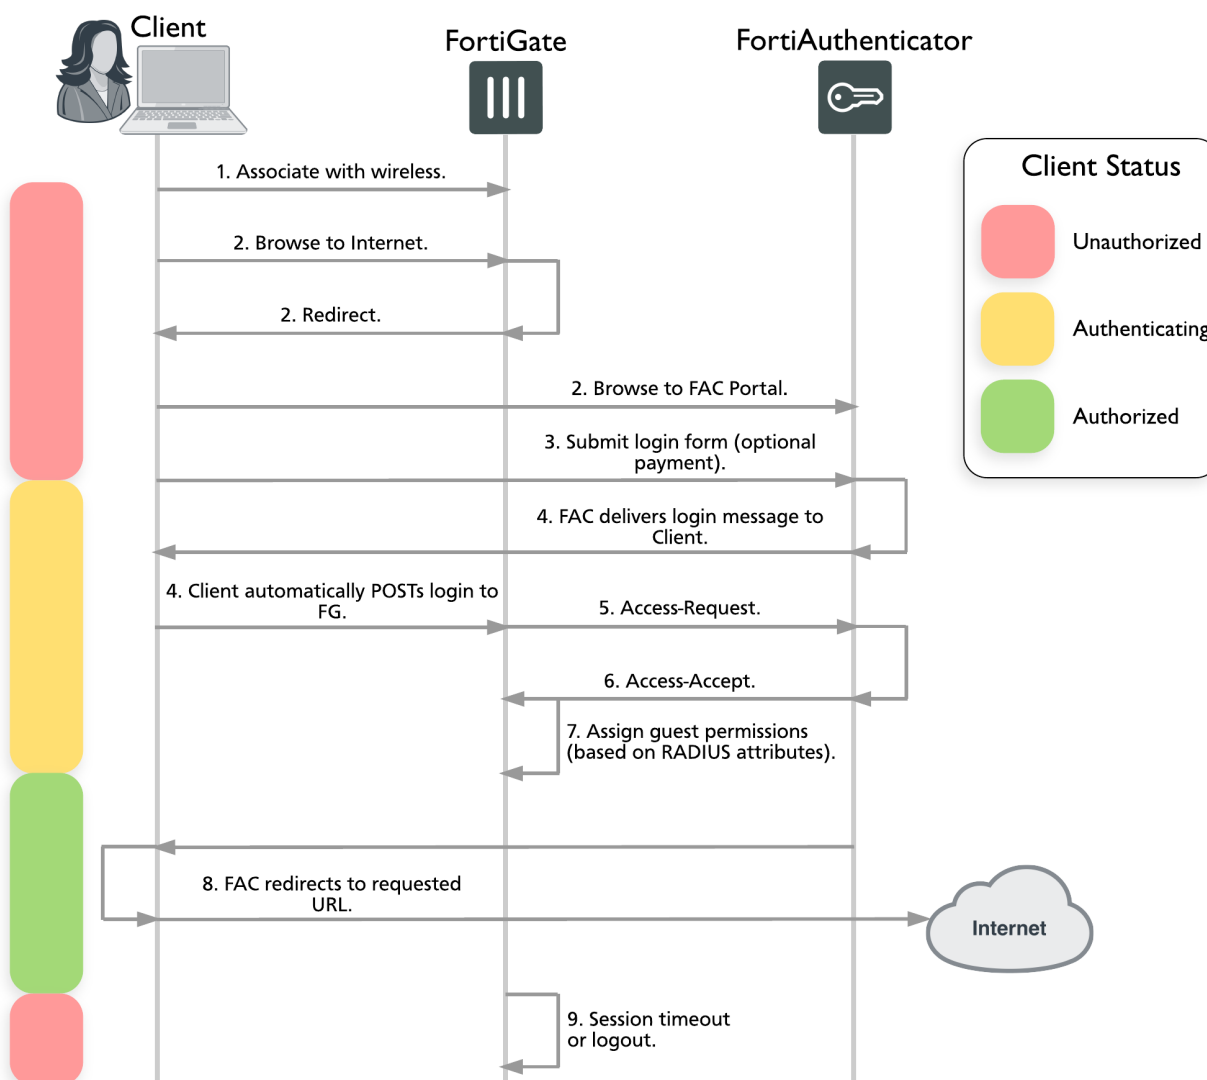 Client
FortiGate
FortiAuthenticator
1. Associate with wireless.
2. Browse to Internet.
2. Redirect.
2. Browse to FAC Portal.
3. Submit login form (optional
payment).
4. FAC delivers login message to
Client.
4. Client automatically POSTs login to
FG.
5. Access-Request.
6. Access-Accept.
7. Assign guest permissions
(based on RADIUS attributes).
8. FAC redirects to requested
URL.
Internet
9. Session timeout
or logout.
Client Status
Unauthorized
Authenticating
Authorized